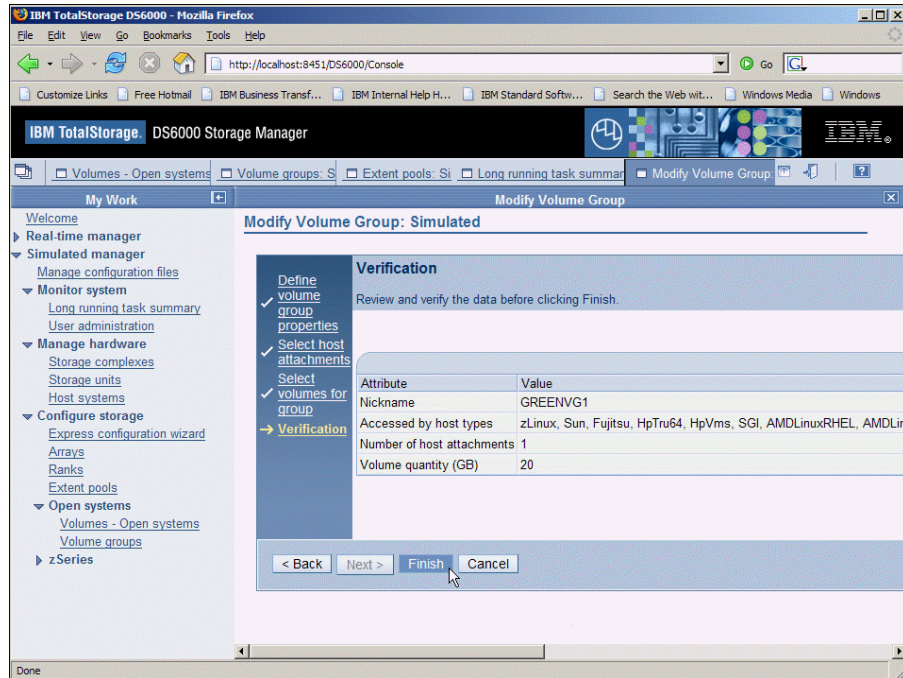 IBM TotalStorage DS6000 - Mozilla Firefox
File Edit View Go Bookmarks Tools Help
http://localhost:8451/DS6000/Console
Go
G
Customize Links Free Hotmail IBM Business Transf... IBM Internal Help H... IBM Standard Softw... Search the Web wit... Windows Media Windows
IBM TotalStorage. DS6000 Storage Manager
IBM
Volumes - Open systems Volume groups: S Extent pools: Si Long running task summar Modify Volume Group: ?
My Work
Modify Volume Group
Welcome
Real-time manager
Simulated manager
Manage configuration files
Monitor system
Long running task summary
User administration
Manage hardware
Storage complexes
Storage units
Host systems
Configure storage
Express configuration wizard
Arrays
Ranks
Extent pools
Open systems
Volumes - Open systems
Volume groups
zSeries
Modify Volume Group: Simulated
Define
volume
group
properties
Select host
attachments
Select
volumes for
group
Verification
Verification
Review and verify the data before clicking Finish.
Attribute Value
Nickname GREENVG1
Accessed by host types zLinux, Sun, Fujitsu, HpTru64, HpVms, SGI, AMDLinuxRHEL, AMDLin
Number of host attachments 1
Volume quantity (GB) 20
< Back Next > Finish Cancel
Done